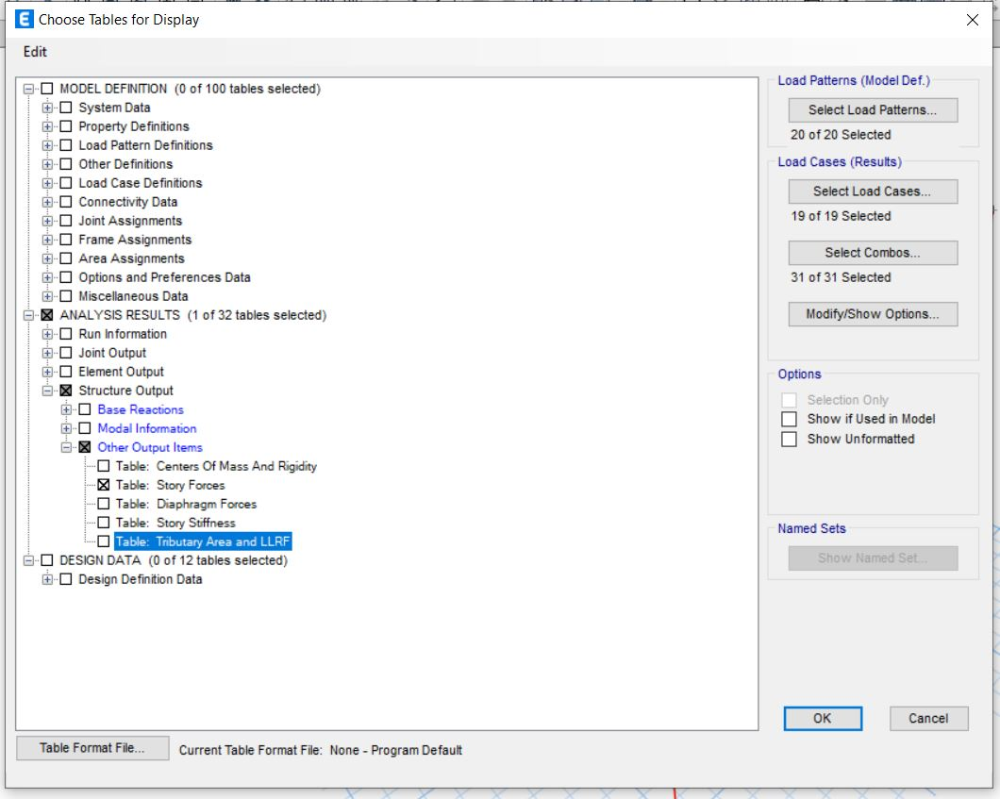 E Choose Tables for Display
Edit
MODEL DEFINITION (0 of 100 tables selected)
System Data
Property Definitions
Load Pattern Definitions
Other Definitions
Load Case Definitions
Connectivity Data
Joint Assignments
Frame Assignments
Area Assignments
Options and Preferences Data
Miscellaneous Data
ANALYSIS RESULTS (1 of 32 tables selected)
Run Information
Joint Output
Element Output
Structure Output
Base Reactions
Modal Information
Other Output Items
Table: Centers Of Mass And Rigidity
Table: Story Forces
Table: Diaphragm Forces
Table: Story Stiffness
Table: Tributary Area and LLRF
DESIGN DATA (0 of 12 tables selected)
Design Definition Data
Load Patterns (Model Def.)
Select Load Patterns...
20 of 20 Selected
Load Cases (Results)
Select Load Cases...
19 of 19 Selected
Select Combos...
31 of 31 Selected
Modify/Show Options...
Options
Selection Only
Show if Used in Model
Show Unformatted
Named Sets
Show Named Set...
OK Cancel
Table Format File... Current Table Format File: None - Program Default